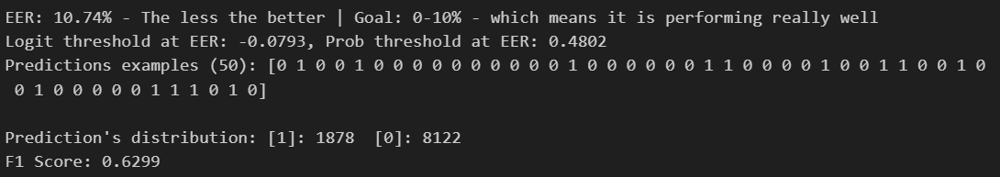 EER: 10.74% - The less the better | Goal: 0-10% - which means it is performing really well
Logit threshold at EER: -0.0793, Prob threshold at EER: 0.4802
Predictions examples (50): [0 1 0 0 1 0 0 0 0 0 0 0 0 0 0 1 0 0 0 0 0 0 1 1 0 0 0 0 1 0 0 1 1 0 0 1 0
0 1 0 0 0 0 0 1 1 1 0 1 0]
Prediction's distribution: [1]: 1878  [0]: 8122
F1 Score: 0.6299